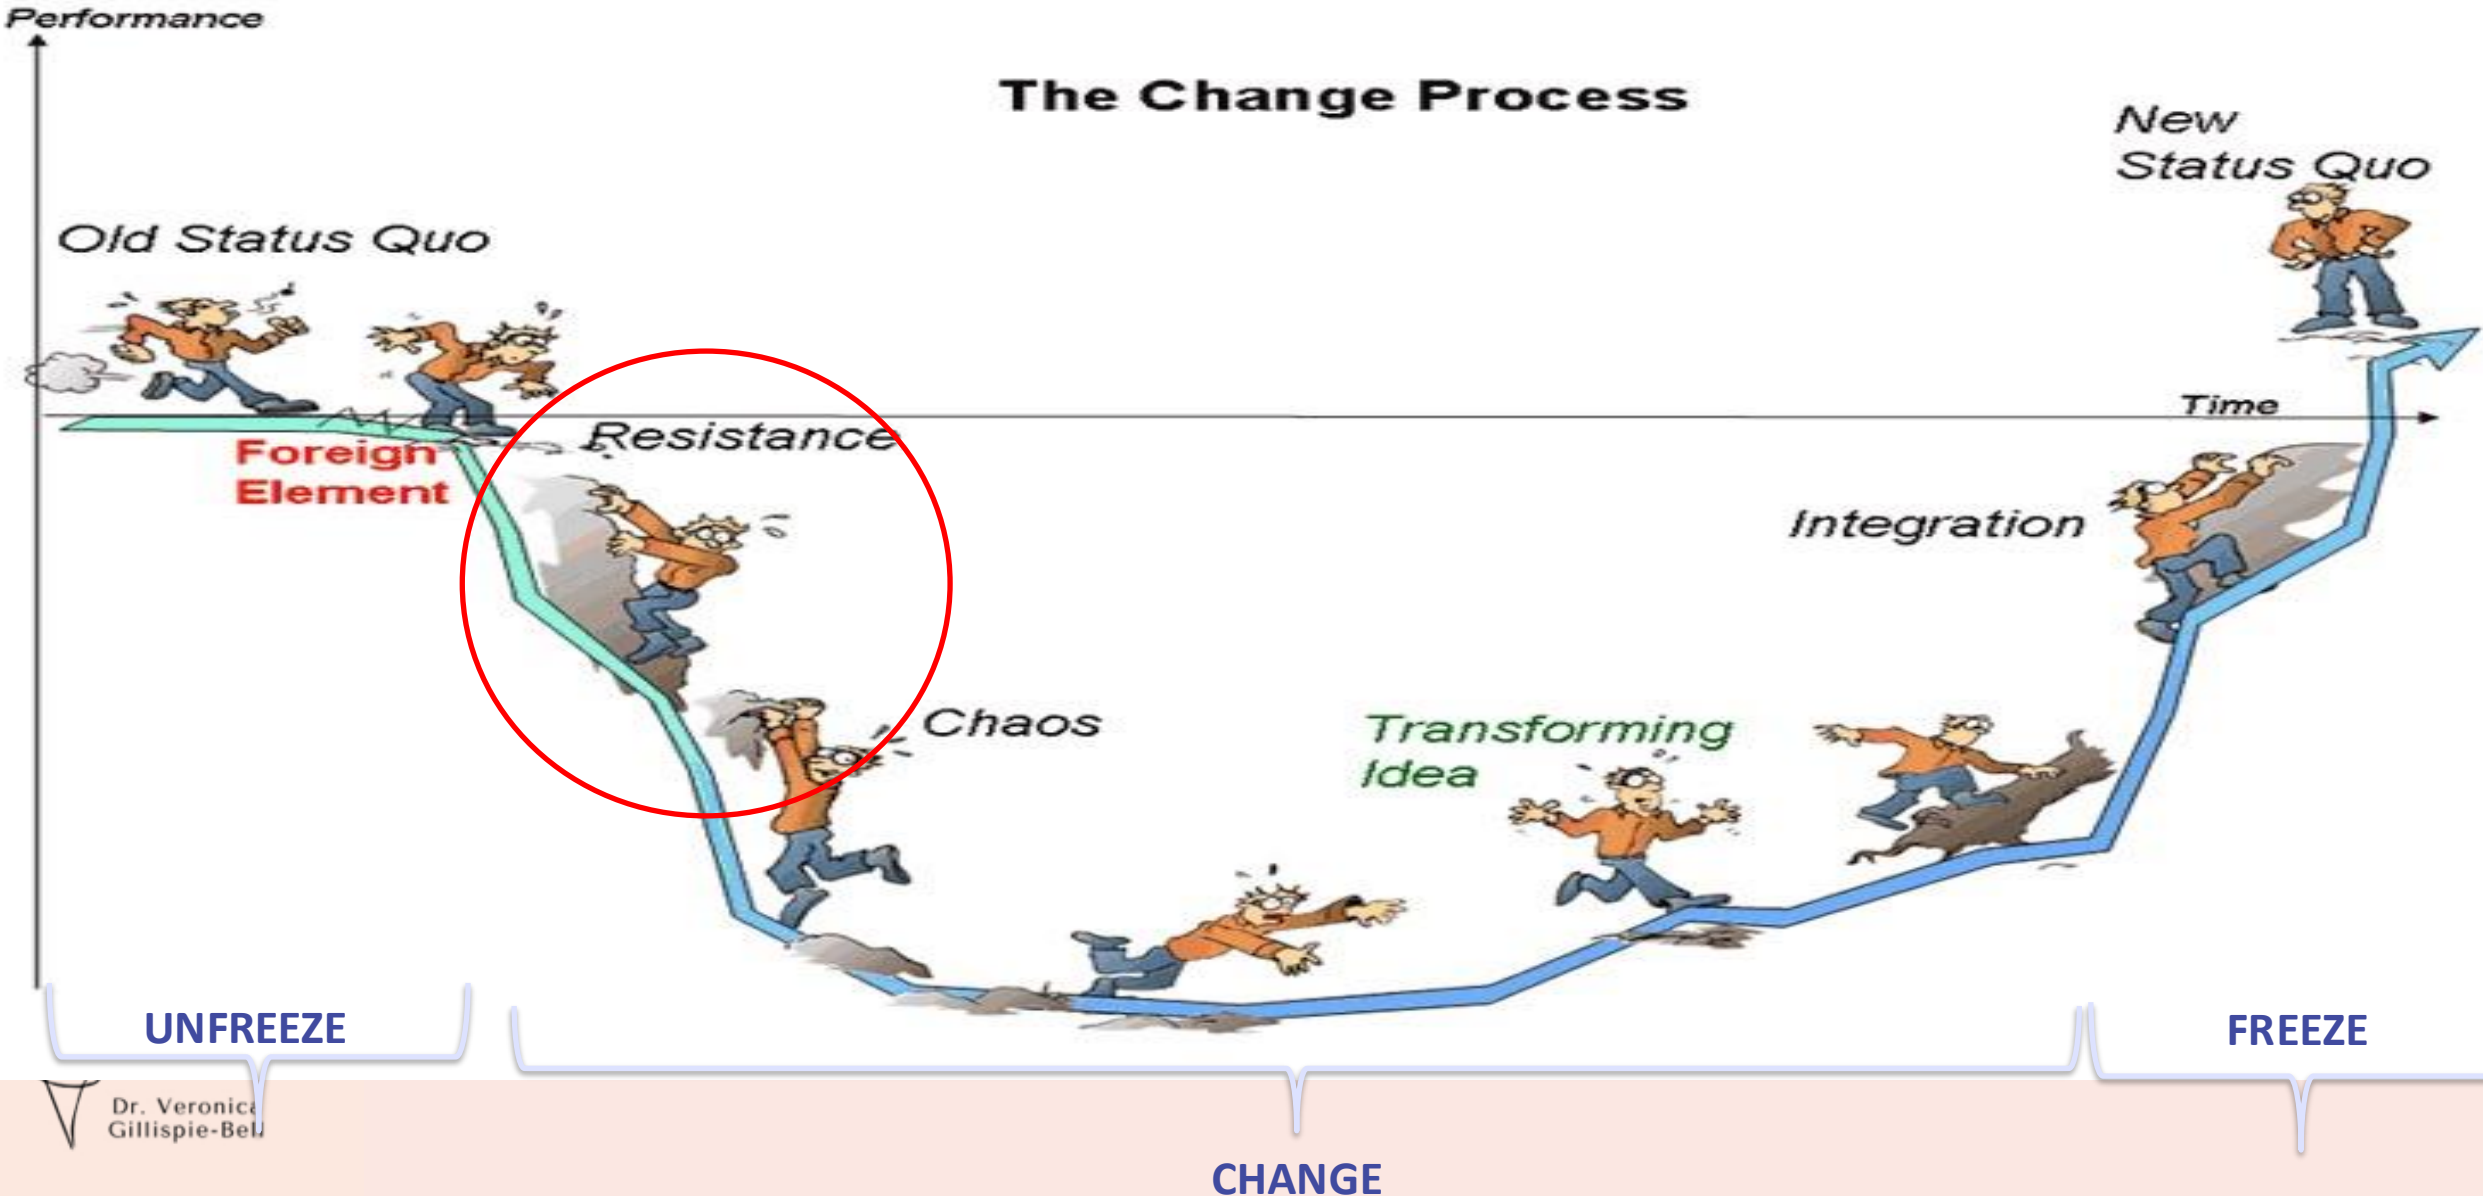 Performance
The Change Process
New
Status Quo
Old Status Quo
Time
Foreign
Element
Resistance
Integration
Chaos
Transforming
Idea
UNFREEZE
FREEZE
Dr. Veronica
Gillispie-Bell
CHANGE